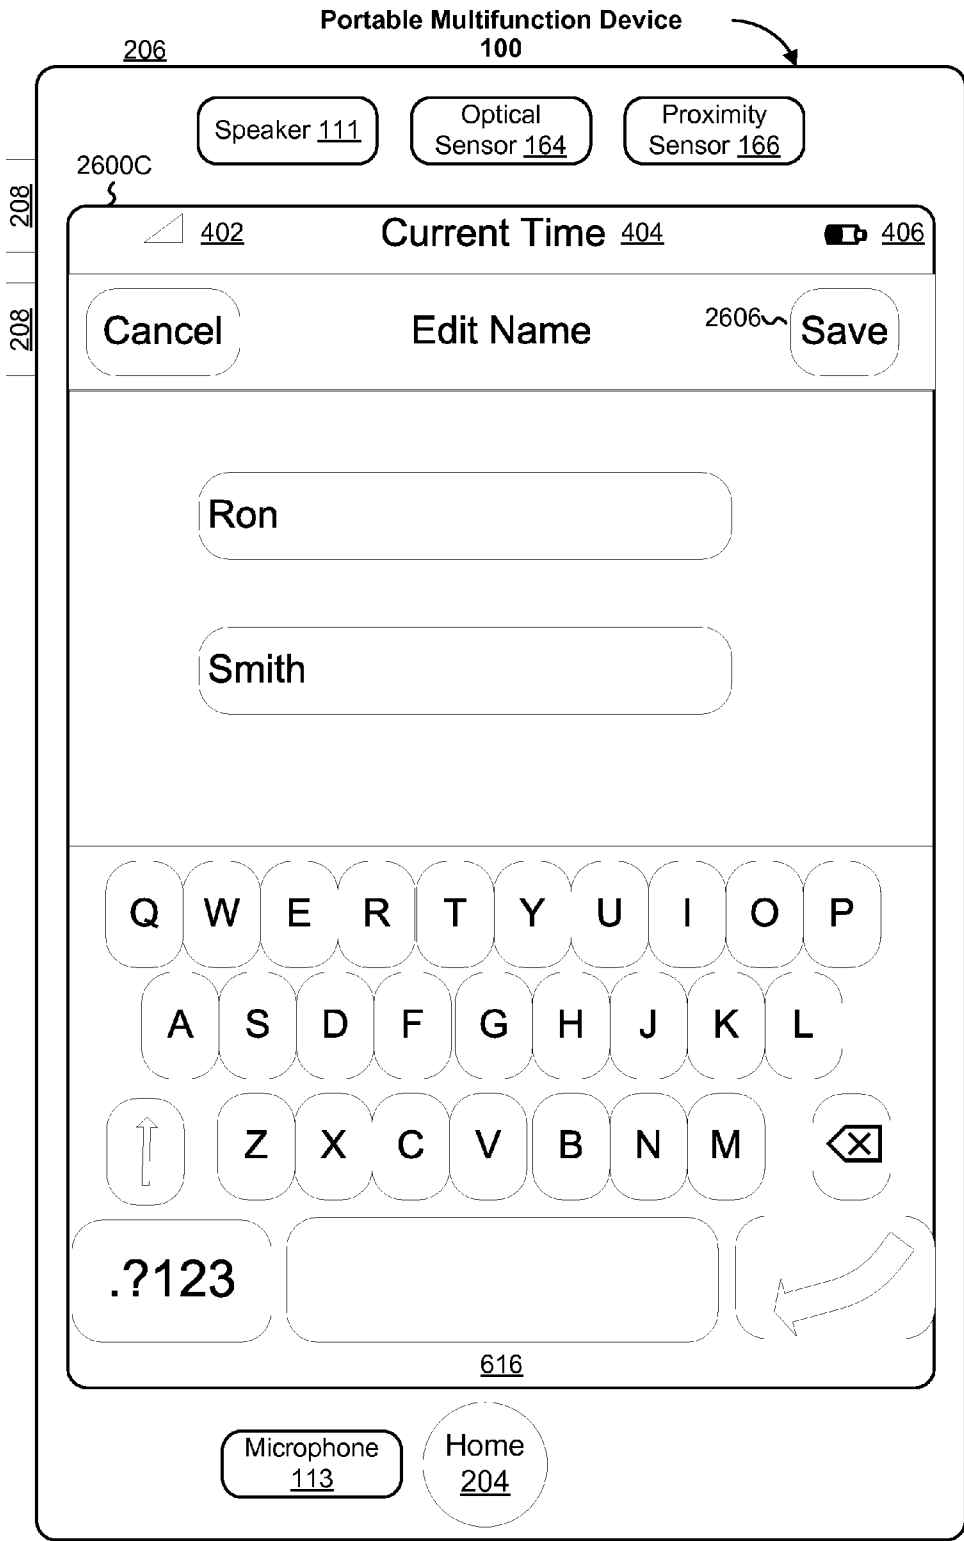 Portable Multifunction Device
100
206
Speaker 111
Optical
Sensor 164
Proximity
Sensor 166
2600C
208
208
402
Current Time 404
406
Cancel
Edit Name
2606
Save
Ron
Smith
Q W E R T Y U I O P
A S D F G H J K L
Z X C V B N M
.?123
616
Microphone
113
Home
204